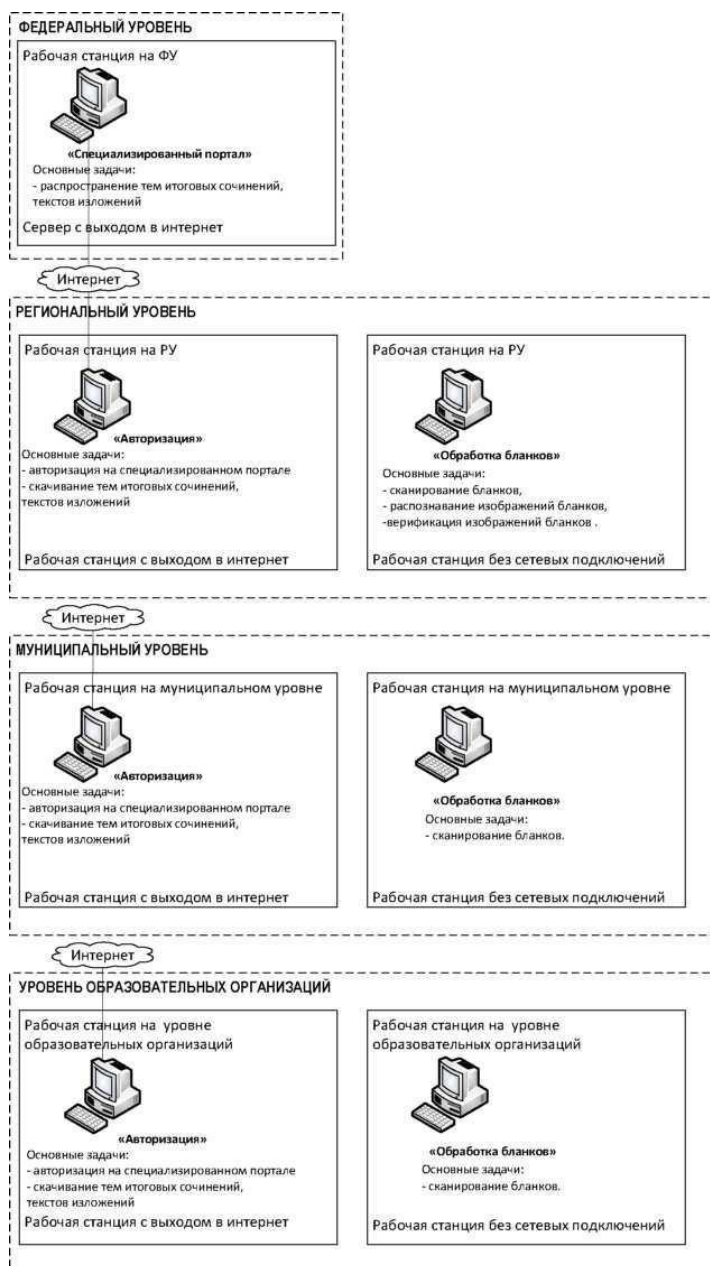 ФЕДЕРАЛЬНЫЙ УРОВЕНЬ
Рабочая станция на ФУ
«Специализированный портал»
Основные задачи:
- распространение тем итоговых сочинений,
текстов изложений
Сервер с выходом в интернет
Интернет
РЕГИОНАЛЬНЫЙ УРОВЕНЬ
Рабочая станция на РУ
«Авторизация»
Основные задачи:
- авторизация на специализированном портале
- скачивание тем итоговых сочинений,
текстов изложений
Рабочая станция с выходом в интернет
Рабочая станция на РУ
«Обработка бланков»
Основные задачи:
- сканирование бланков,
- распознавание изображений бланков,
-верификация изображений бланков .
Рабочая станция без сетевых подключений
Интернет
МУНИЦИПАЛЬНЫЙ УРОВЕНЬ
Рабочая станция на муниципальном уровне
«Авторизация»
Основные задачи:
- авторизация на специализированном портале
- скачивание тем итоговых сочинений,
текстов изложений
Рабочая станция с выходом в интернет
Рабочая станция на муниципальном уровне
«Обработка бланков»
Основные задачи:
- сканирование бланков.
Рабочая станция без сетевых подключений
Интернет
УРОВЕНЬ ОБРАЗОВАТЕЛЬНЫХ ОРГАНИЗАЦИЙ
Рабочая станция на уровне
образовательных организаций
«Авторизация»
Основные задачи:
- авторизация на специализированном портале
- скачивание тем итоговых сочинений,
текстов изложений
Рабочая станция с выходом в интернет
Рабочая станция на уровне
образовательных организаций
«Обработка бланков»
Основные задачи:
- сканирование бланков.
Рабочая станция без сетевых подключений